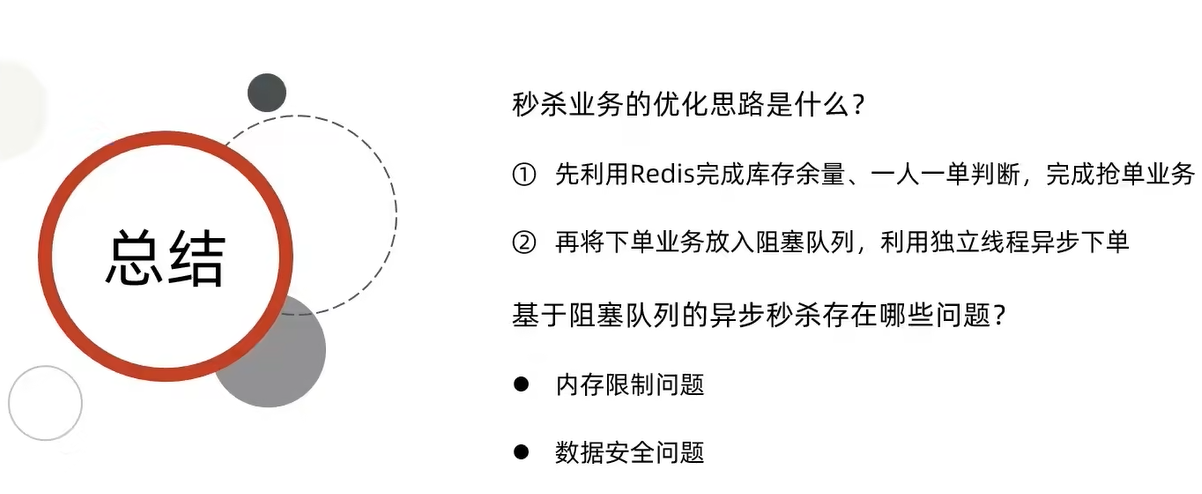 总结
秒杀业务的优化思路是什么？
① 先利用Redis完成库存余量、一人一单判断，完成抢单业务
② 再将下单业务放入阻塞队列，利用独立线程异步下单
基于阻塞队列的异步秒杀存在哪些问题？
● 内存限制问题
● 数据安全问题